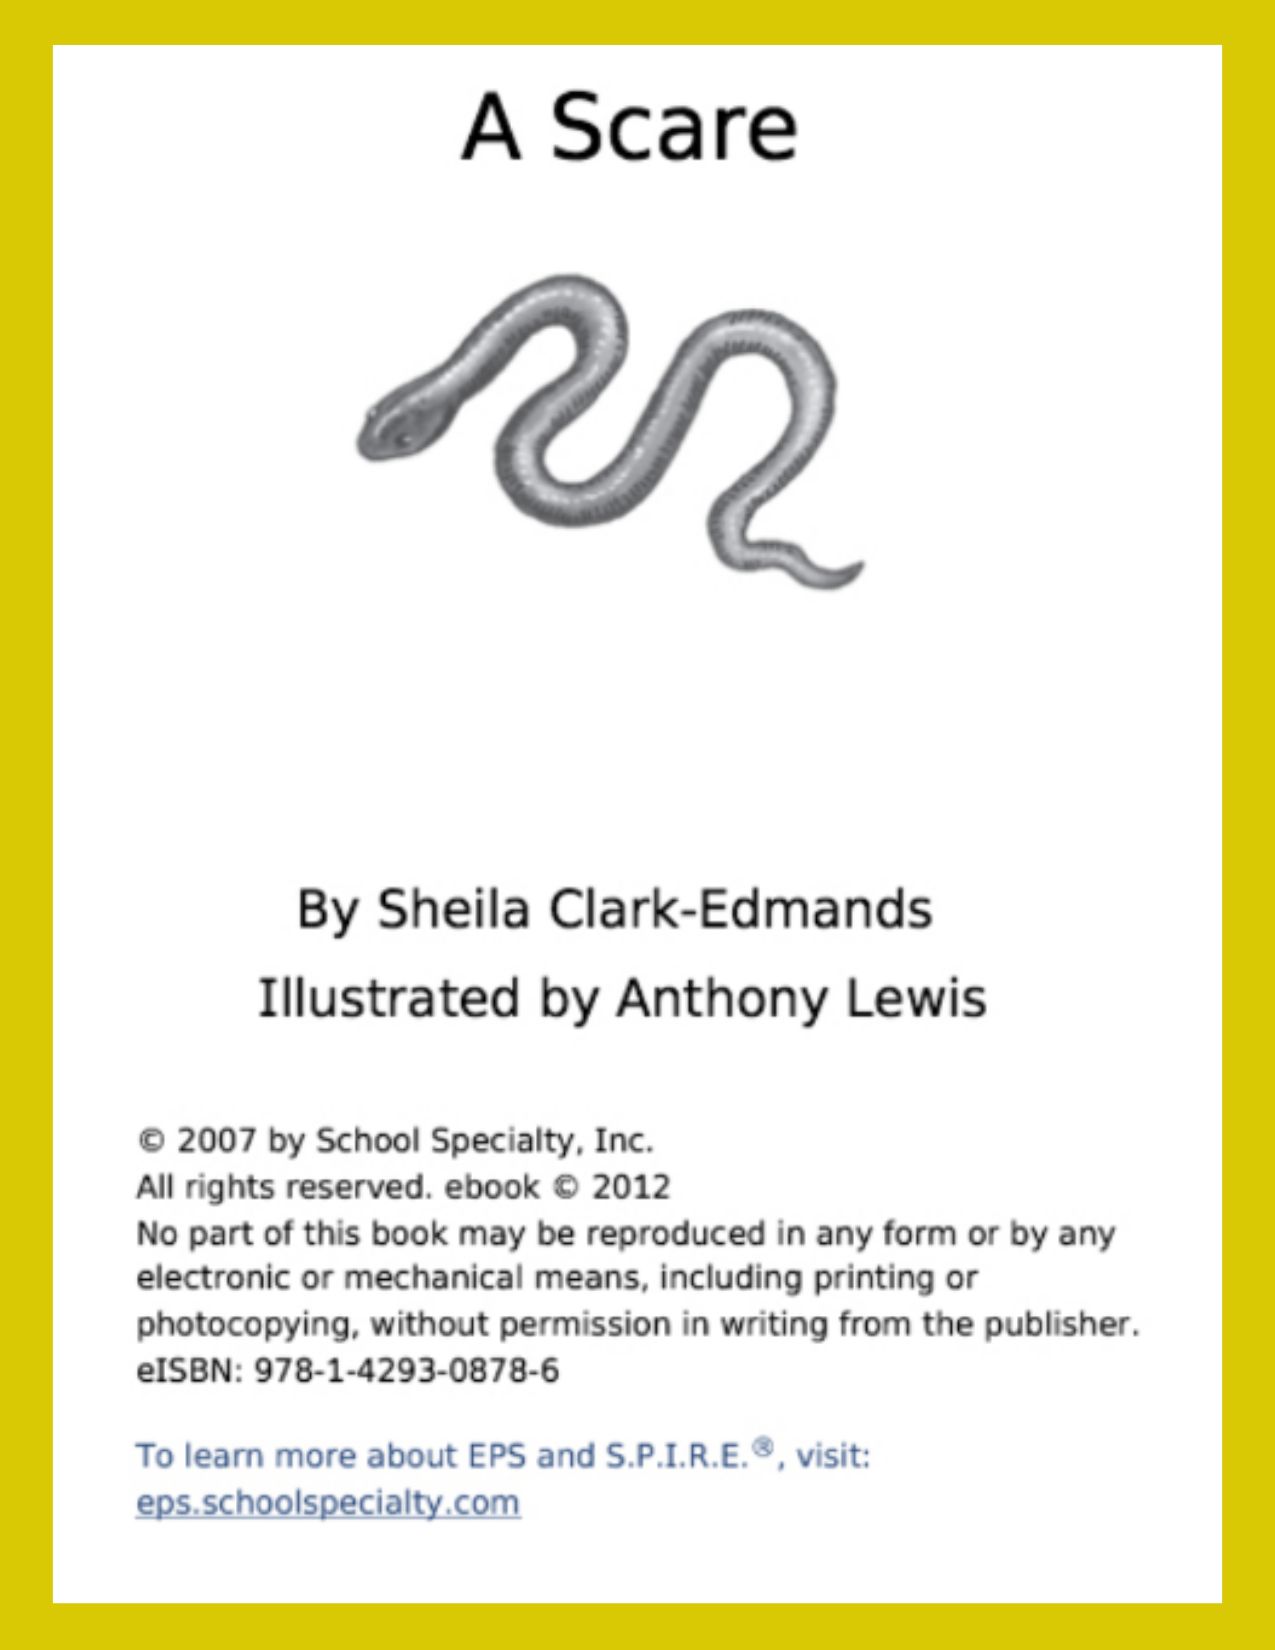 A Scare
By Sheila Clark-Edmands
Illustrated by Anthony Lewis
© 2007 by School Specialty, Inc.
All rights reserved. ebook © 2012
No part of this book may be reproduced in any form or by any
electronic or mechanical means, including printing or
photocopying, without permission in writing from the publisher.
eISBN: 978-1-4293-0878-6
To learn more about EPS and S.P.I.R.E.®, visit:
eps.schoolspecialty.com